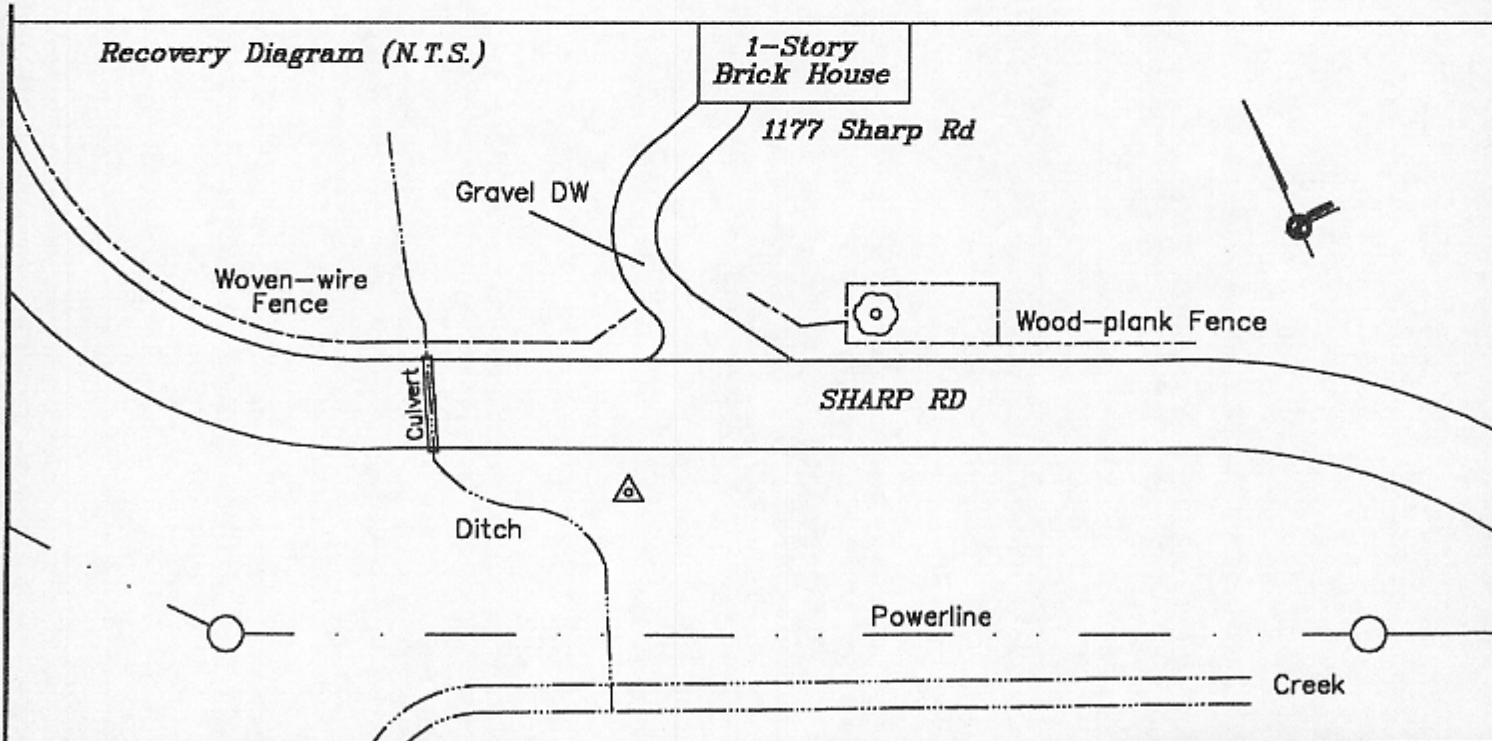 Recovery Diagram (N.T.S.)
1-Story
Brick House
1177 Sharp Rd
Gravel DW
Woven-wire
Fence
Wood-plank Fence
Culvert
SHARP RD
Ditch
Powerline
Creek